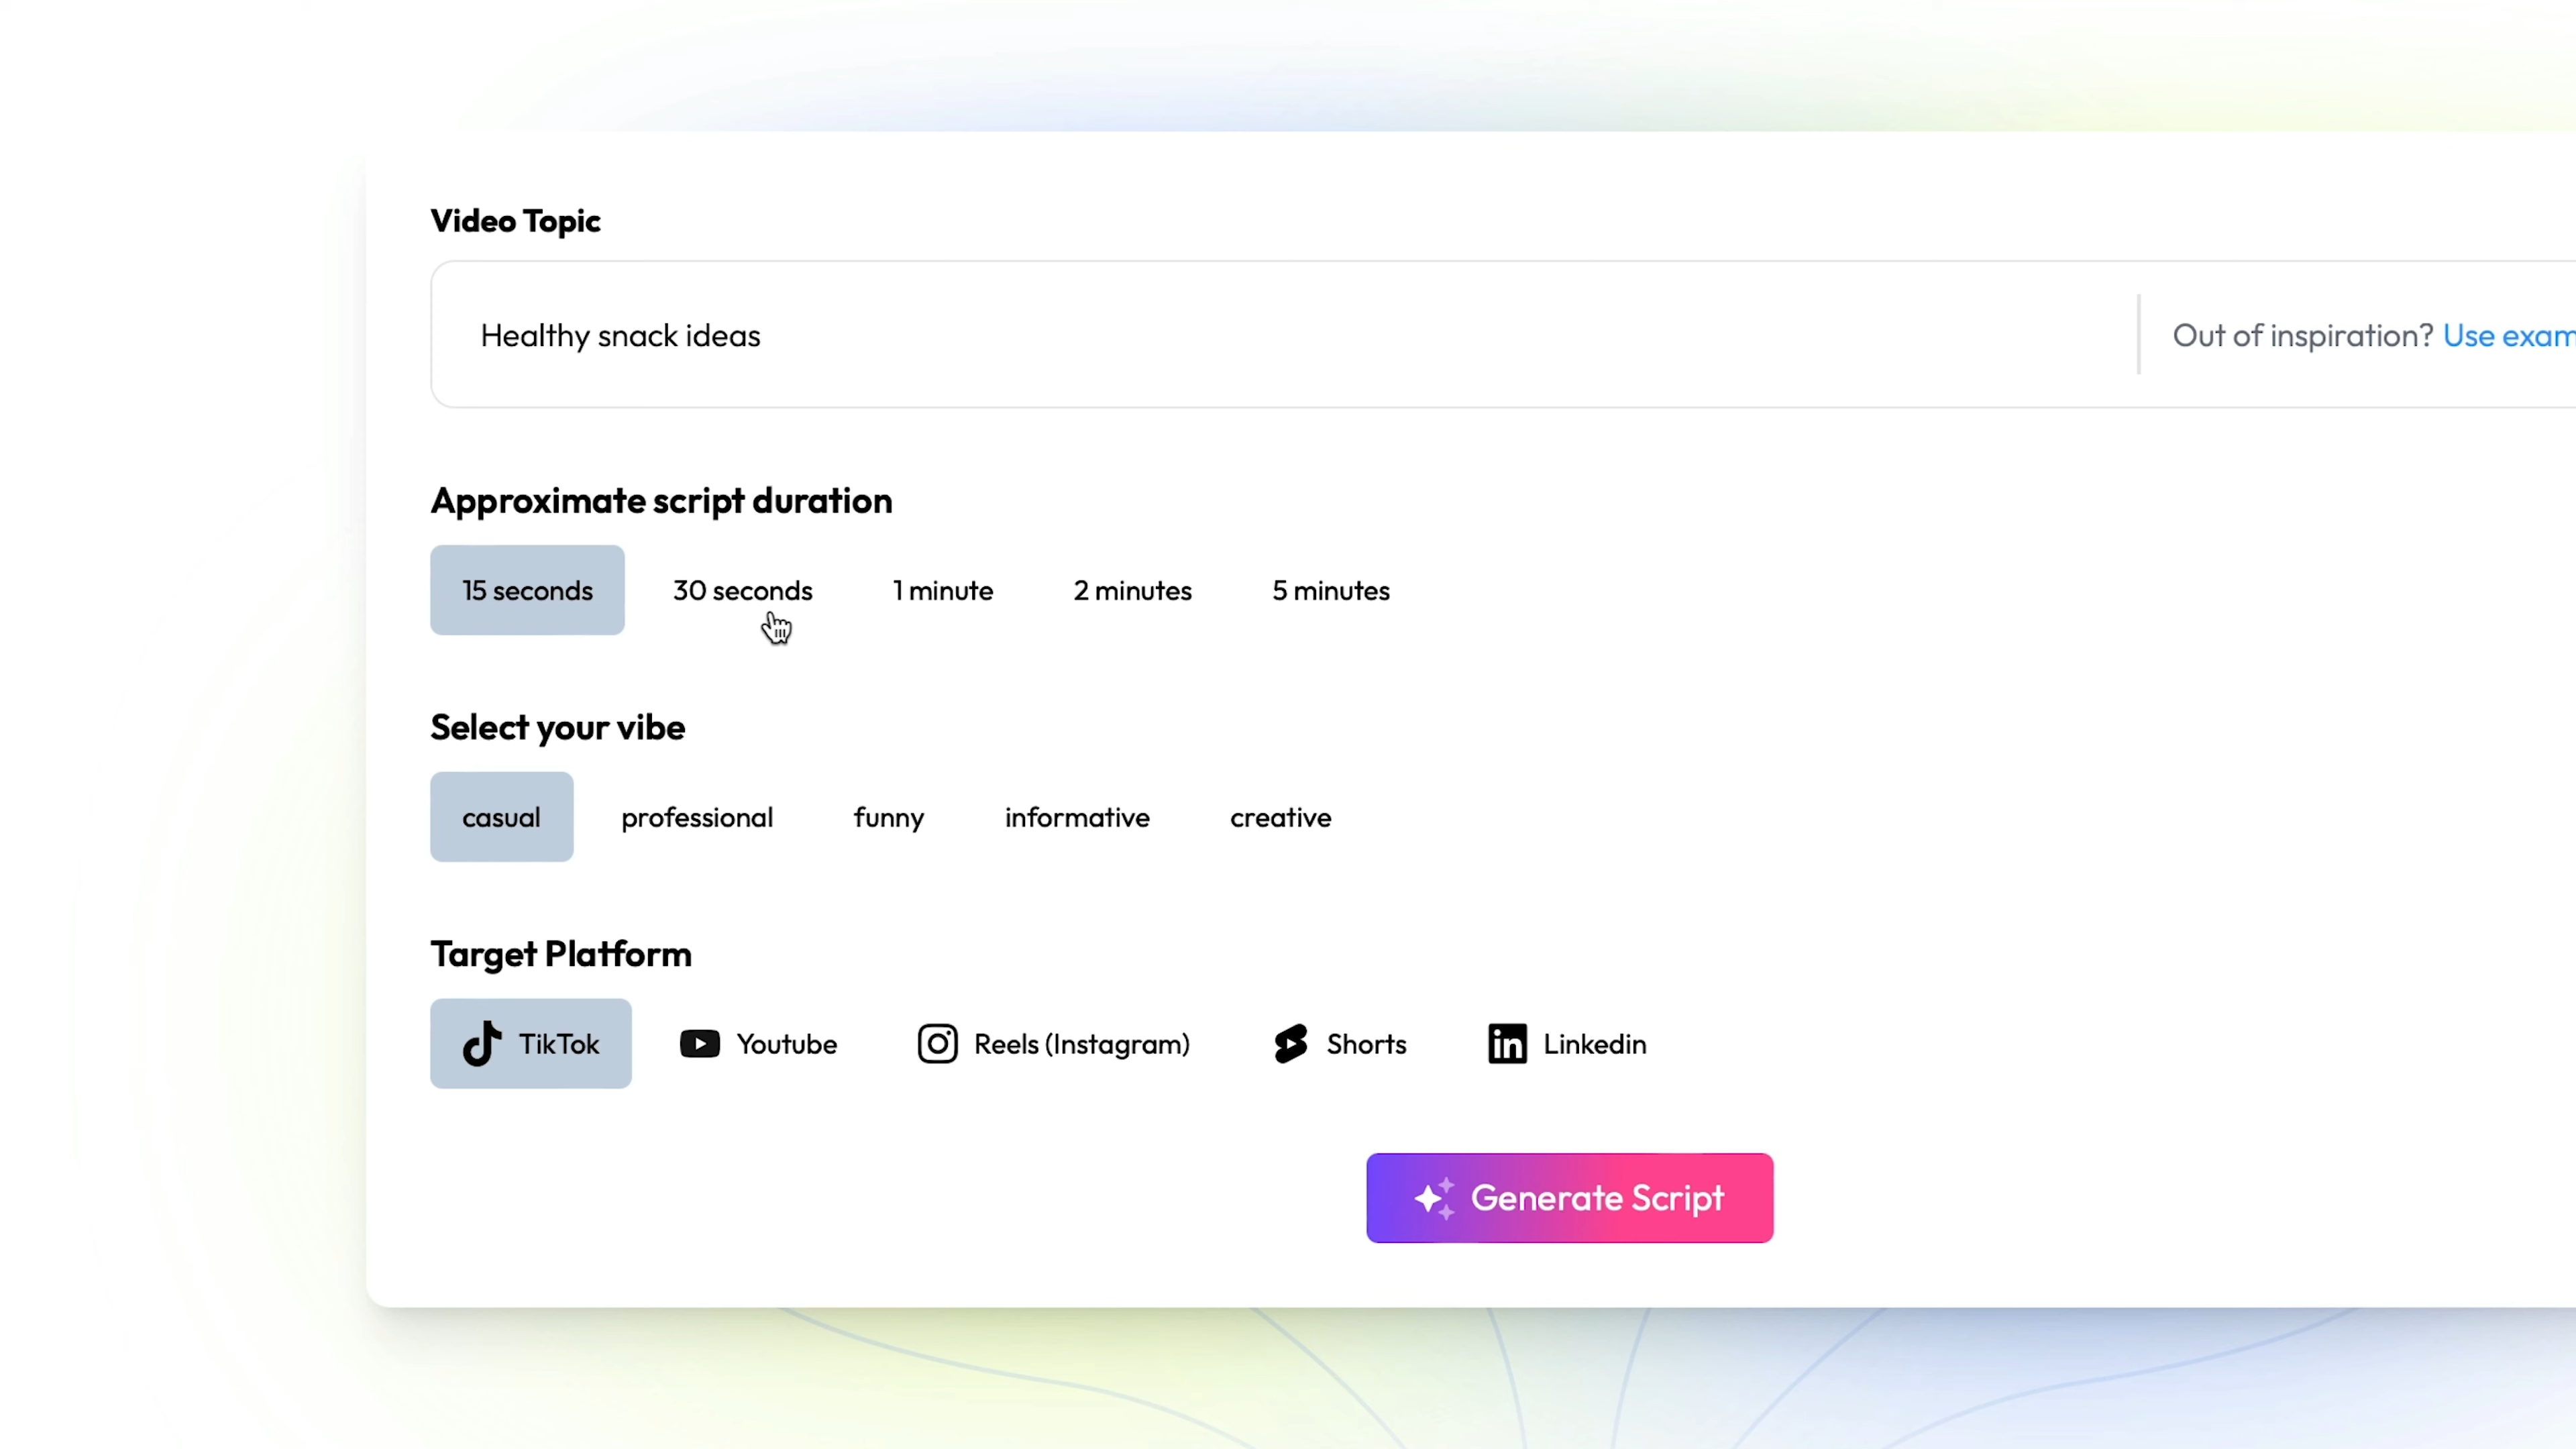 Video Topic
Healthy snack ideas
Out of inspiration? Use exam
Approximate script duration
15 seconds 30 seconds 1 minute 2 minutes 5 minutes
Select your vibe
casual professional funny informative creative
Target Platform
TikTok Youtube Reels (Instagram) Shorts Linkedin
Generate Script